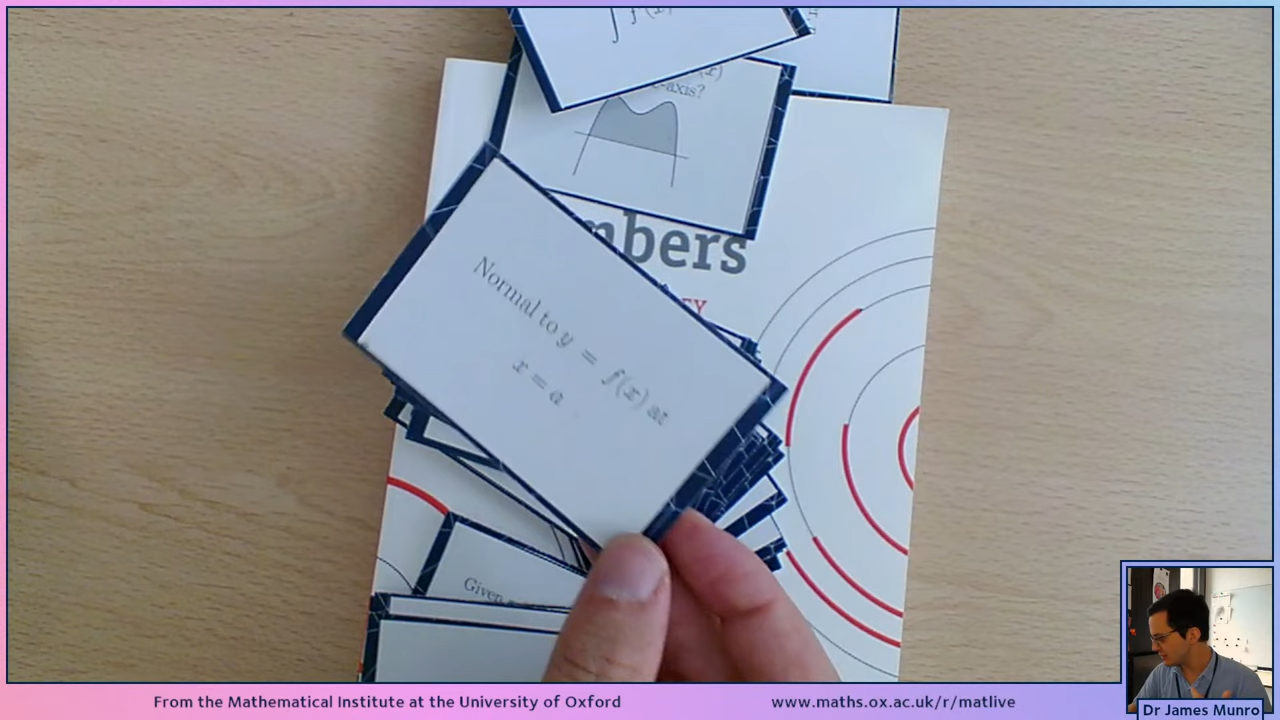 ∫ f(x)
(x)
x-axis?
mbers
Normal to y = f(x) at
x = a
Given
From the Mathematical Institute at the University of Oxford
www.maths.ox.ac.uk/r/matlive
Dr James Munro